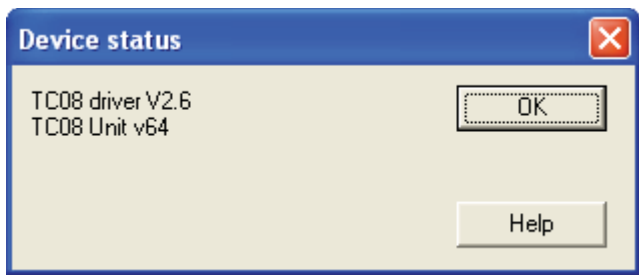 Device status
TC08 driver V2.6
TC08 Unit v64
OK
Help